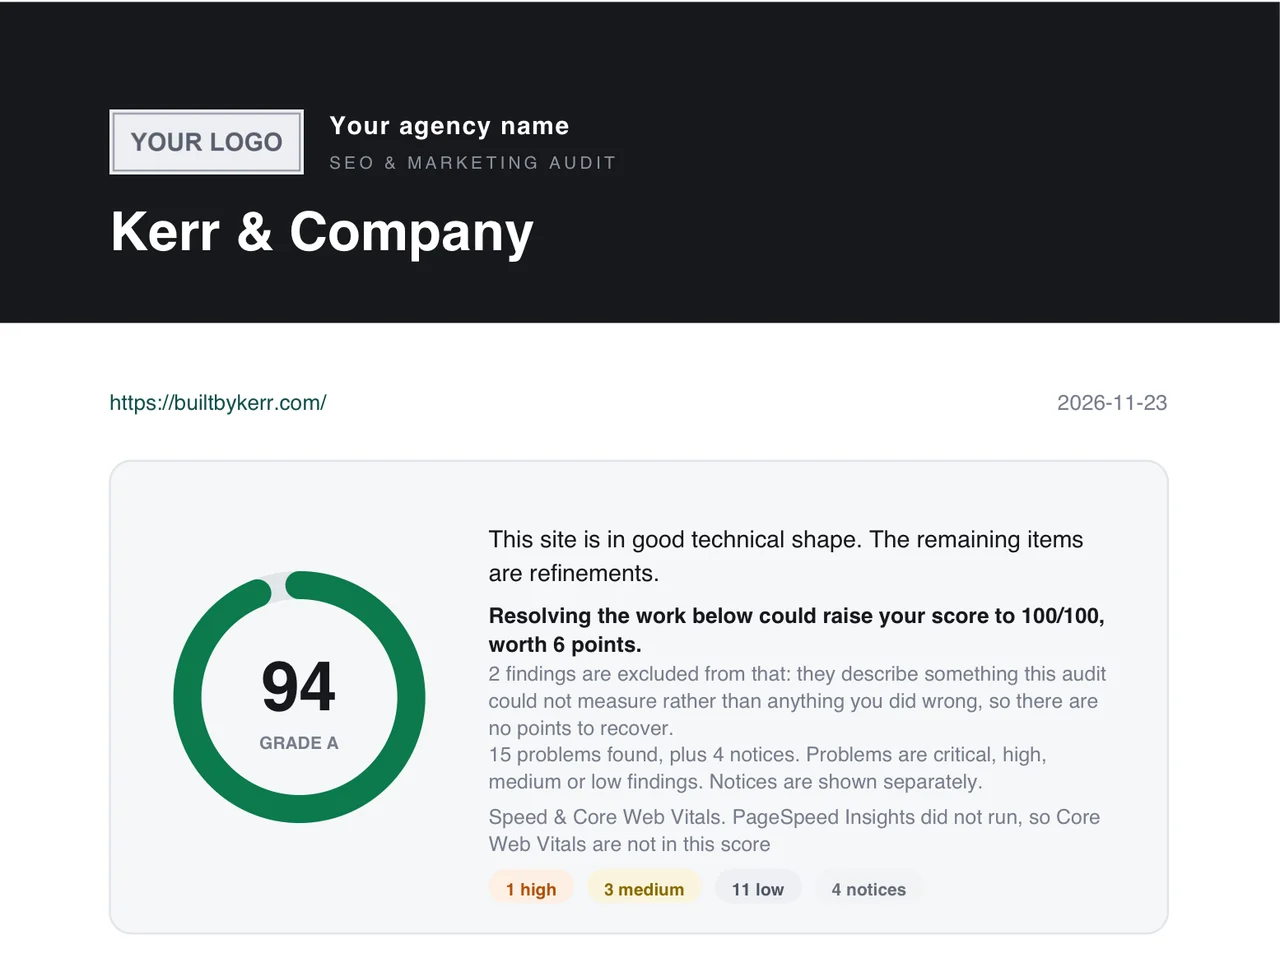 YOUR LOGO
Your agency name
SEO & MARKETING AUDIT
Kerr & Company
https://builtbykerr.com/
2026-11-23
94
GRADE A
This site is in good technical shape. The remaining items
are refinements.
Resolving the work below could raise your score to 100/100,
worth 6 points.
2 findings are excluded from that: they describe something this audit
could not measure rather than anything you did wrong, so there are
no points to recover.
15 problems found, plus 4 notices. Problems are critical, high,
medium or low findings. Notices are shown separately.
Speed & Core Web Vitals. PageSpeed Insights did not run, so Core
Web Vitals are not in this score
1 high
3 medium
11 low
4 notices